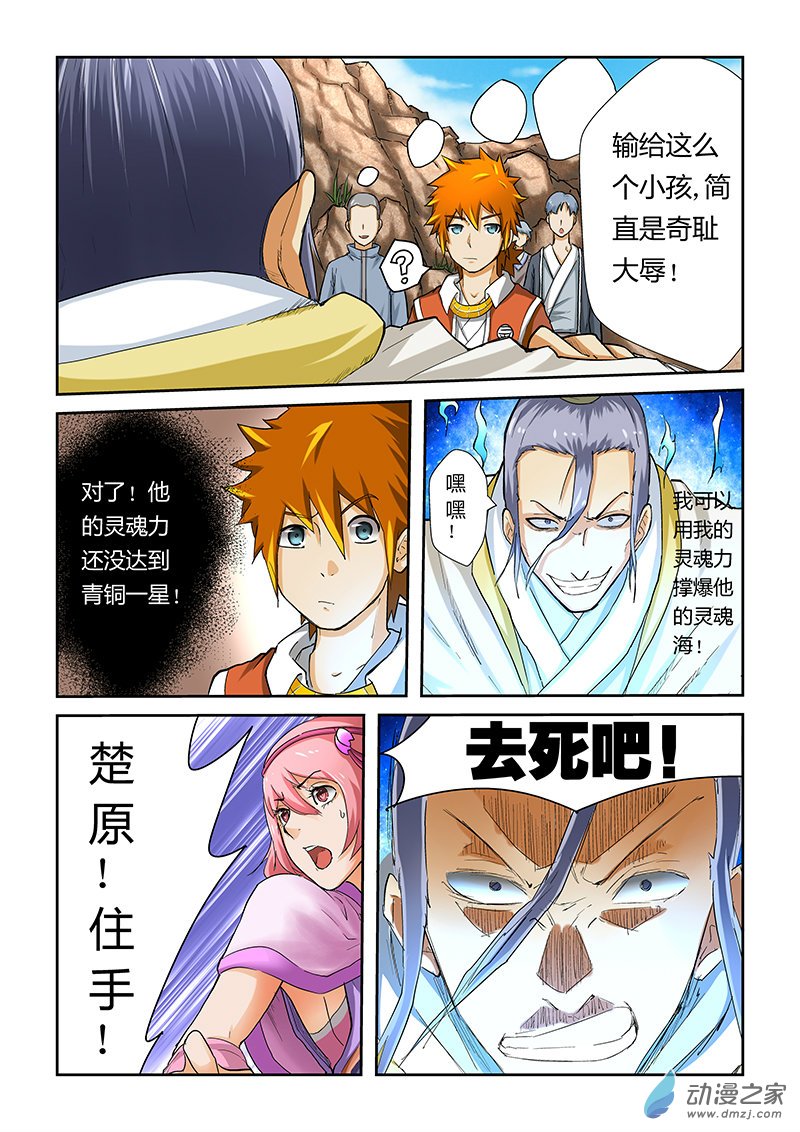 输给这么
个小孩,简
直是奇耻
大辱!
?
对了!他
的灵魂力
还没达到
青铜一星!
嘿
嘿
!
我可以
用我的
灵魂力
撑爆他
的灵魂
海!
楚
原
!
住
手
!
去死吧!
动漫之家
www.dmzj.com